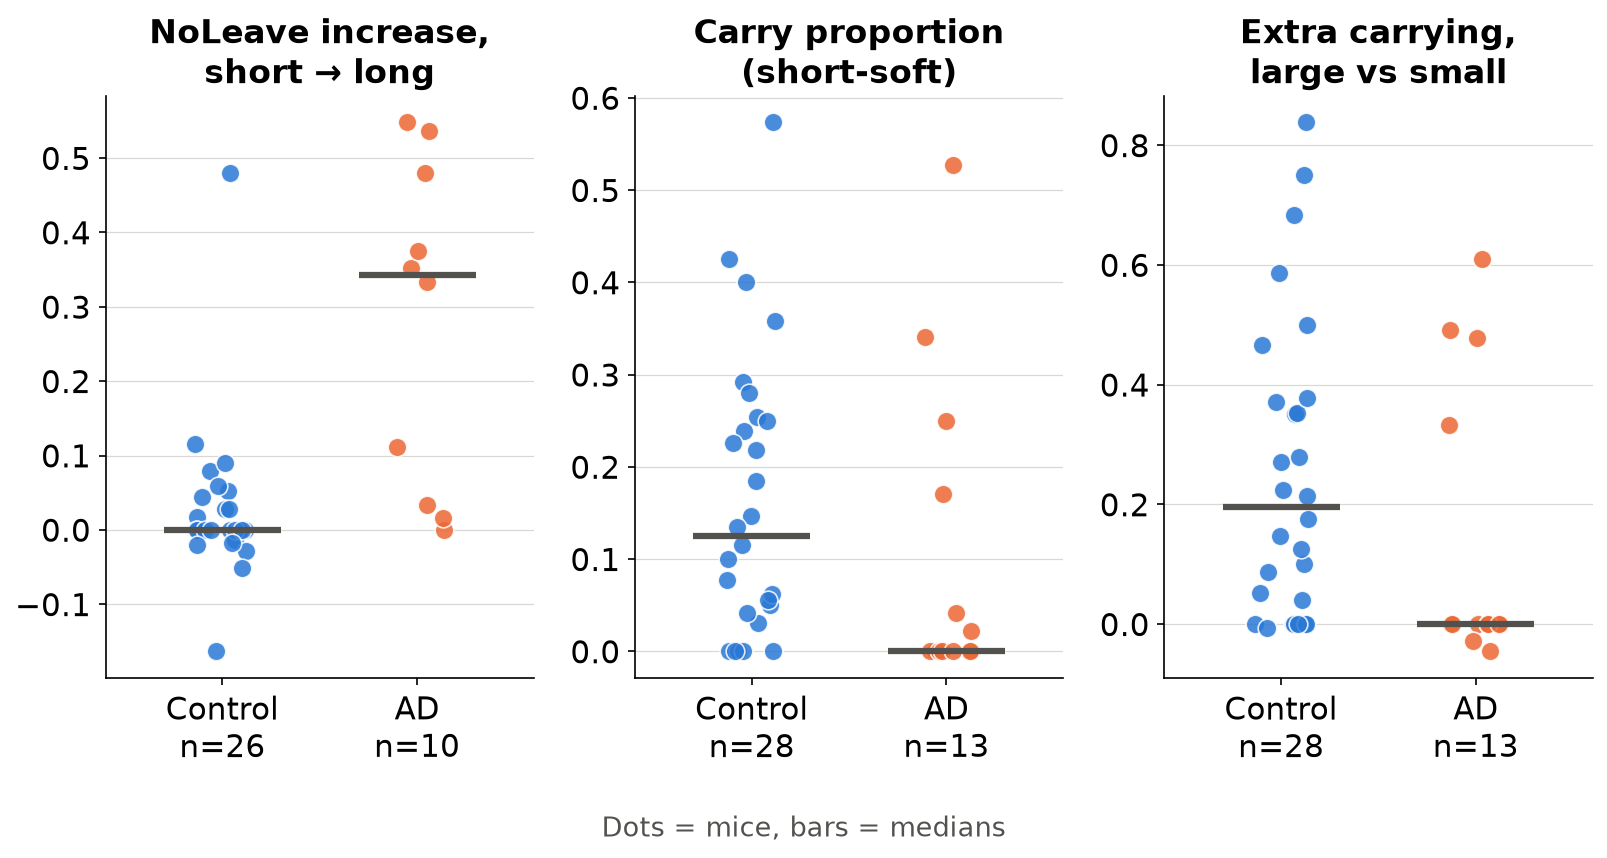 NoLeave increase,
short → long
0.5
0.4
0.3
0.2
0.1
0.0
−0.1
Control
n=26
AD
n=10
Carry proportion
(short-soft)
0.6
0.5
0.4
0.3
0.2
0.1
0.0
Control
n=28
AD
n=13
Extra carrying,
large vs small
0.8
0.6
0.4
0.2
0.0
Control
n=28
AD
n=13
Dots = mice, bars = medians